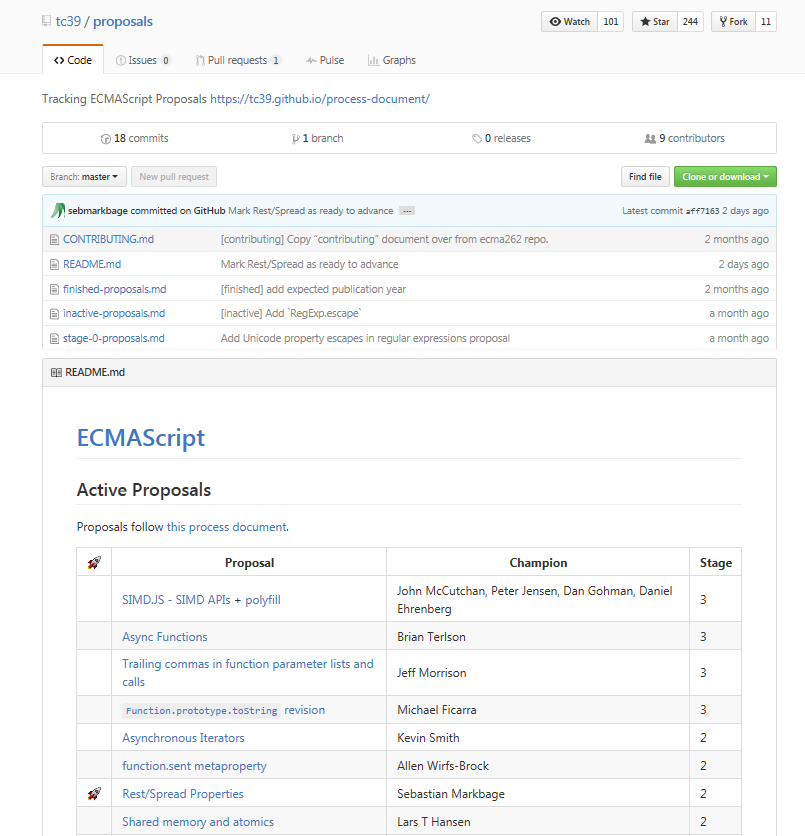 tc39 / proposals
Watch 101 Star 244 Fork 11
Code Issues 0 Pull requests 1 Pulse Graphs
Tracking ECMAScript Proposals https://tc39.github.io/process-document/
18 commits 1 branch 0 releases 9 contributors
Branch: master New pull request Find file Clone or download
sebmarkbage committed on GitHub Mark Rest/Spread as ready to advance ... Latest commit aff7163 2 days ago
CONTRIBUTING.md [contributing] Copy “contributing” document over from ecma262 repo. 2 months ago
README.md Mark Rest/Spread as ready to advance 2 days ago
finished-proposals.md [finished] add expected publication year 2 months ago
inactive-proposals.md [inactive] Add `RegExp.escape` a month ago
stage-0-proposals.md Add Unicode property escapes in regular expressions proposal a month ago
README.md
ECMAScript
Active Proposals
Proposals follow this process document.
Proposal Champion Stage
SIMD.JS - SIMD APIs + polyfill John McCutchan, Peter Jensen, Dan Gohman, Daniel
Ehrenberg 3
Async Functions Brian Terlson 3
Trailing commas in function parameter lists and
calls Jeff Morrison 3
Function.prototype.toString revision Michael Ficarra 3
Asynchronous Iterators Kevin Smith 2
function.sent metaproperty Allen Wirfs-Brock 2
Rest/Spread Properties Sebastian Markbage 2
Shared memory and atomics Lars T Hansen 2